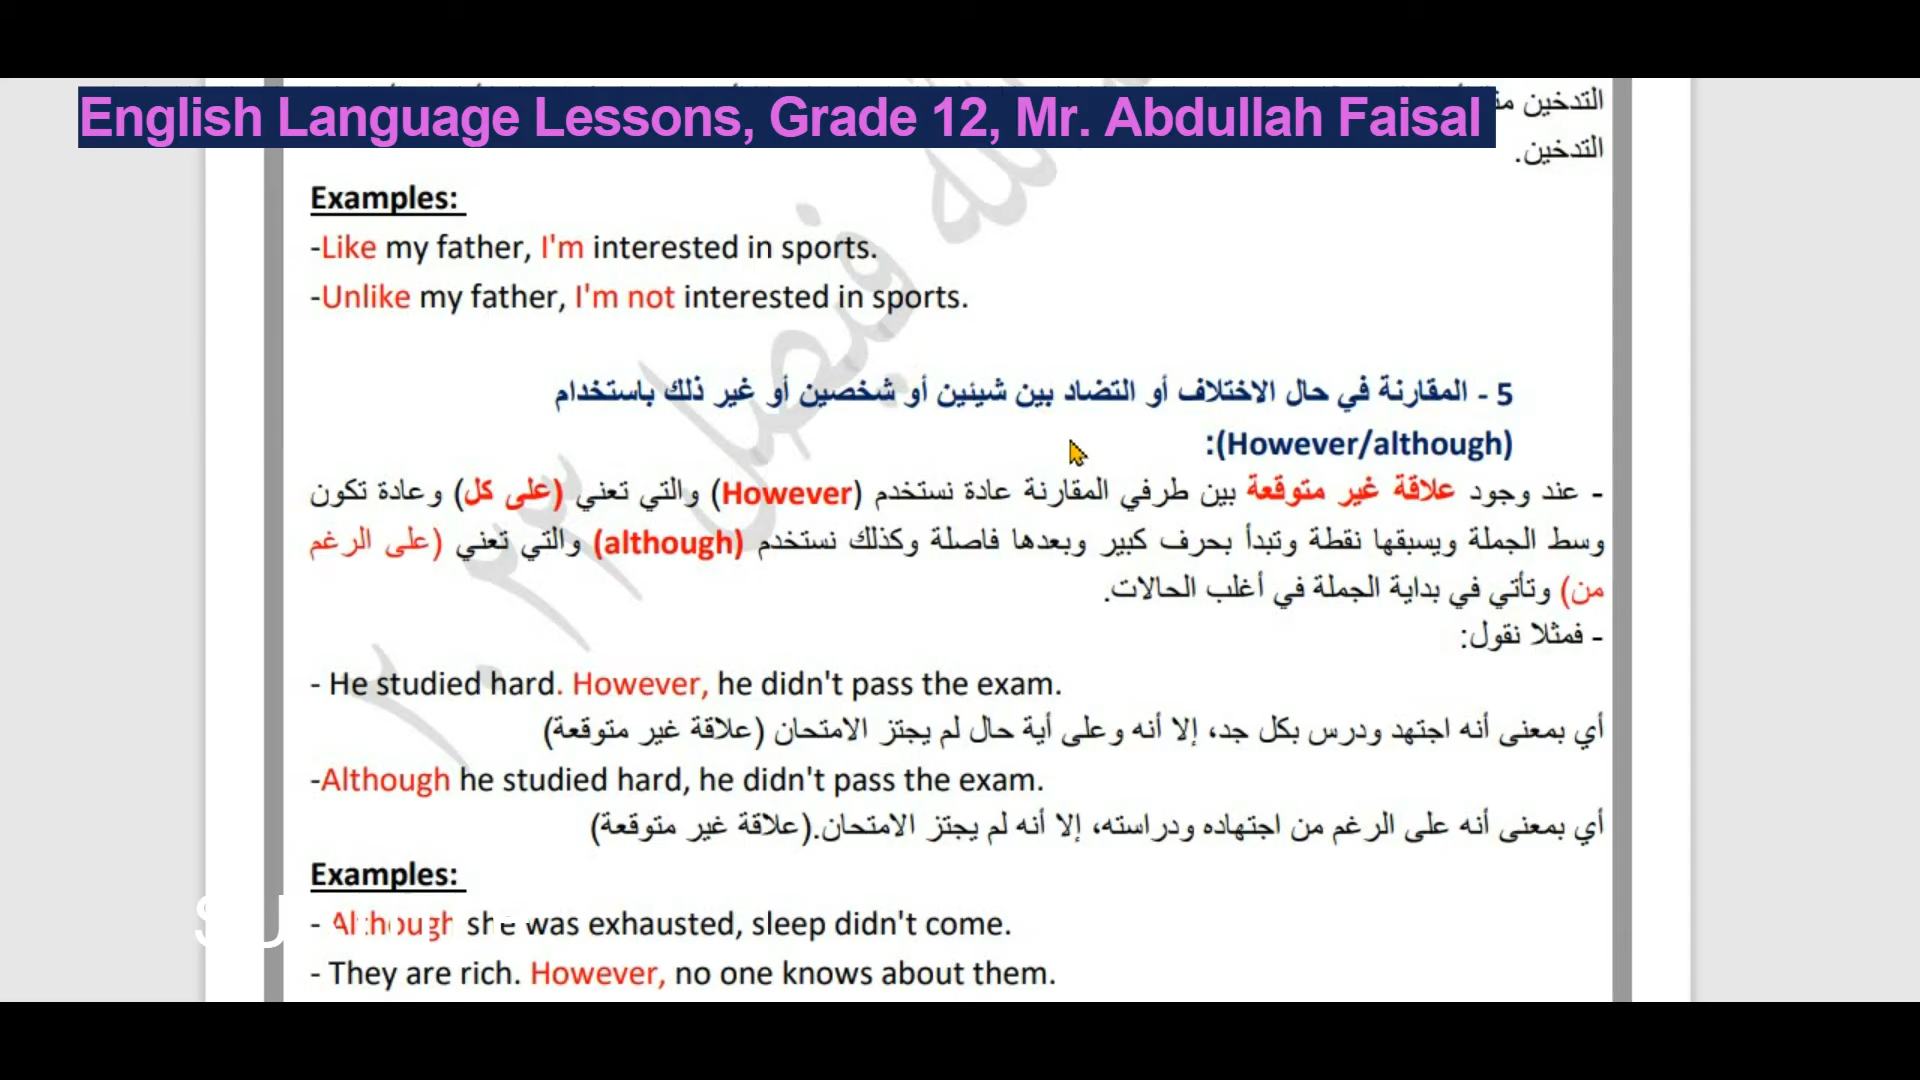 English Language Lessons, Grade 12, Mr. Abdullah Faisal
التدخين
التدخين.
Examples:
-Like my father, I'm interested in sports.
-Unlike my father, I'm not interested in sports.
5 - المقارنة في حال الاختلاف أو التضاد بين شيئين أو شخصين أو غير ذلك باستخدام
(However/although):
- عند وجود علاقة غير متوقعة بين طرفي المقارنة عادة نستخدم (However) والتي تعني (على كل) وعادة تكون
وسط الجملة ويسبقها نقطة وتبدأ بحرف كبير وبعدها فاصلة وكذلك نستخدم (although) والتي تعني (على الرغم
من) وتأتي في بداية الجملة في أغلب الحالات.
- فمثلا نقول:
- He studied hard. However, he didn't pass the exam.
أي بمعنى أنه اجتهد ودرس بكل جد، إلا أنه وعلى أية حال لم يجتز الامتحان (علاقة غير متوقعة)
-Although he studied hard, he didn't pass the exam.
أي بمعنى أنه على الرغم من اجتهاده ودراسته، إلا أنه لم يجتز الامتحان.(علاقة غير متوقعة)
Examples:
- Although she was exhausted, sleep didn't come.
- They are rich. However, no one knows about them.